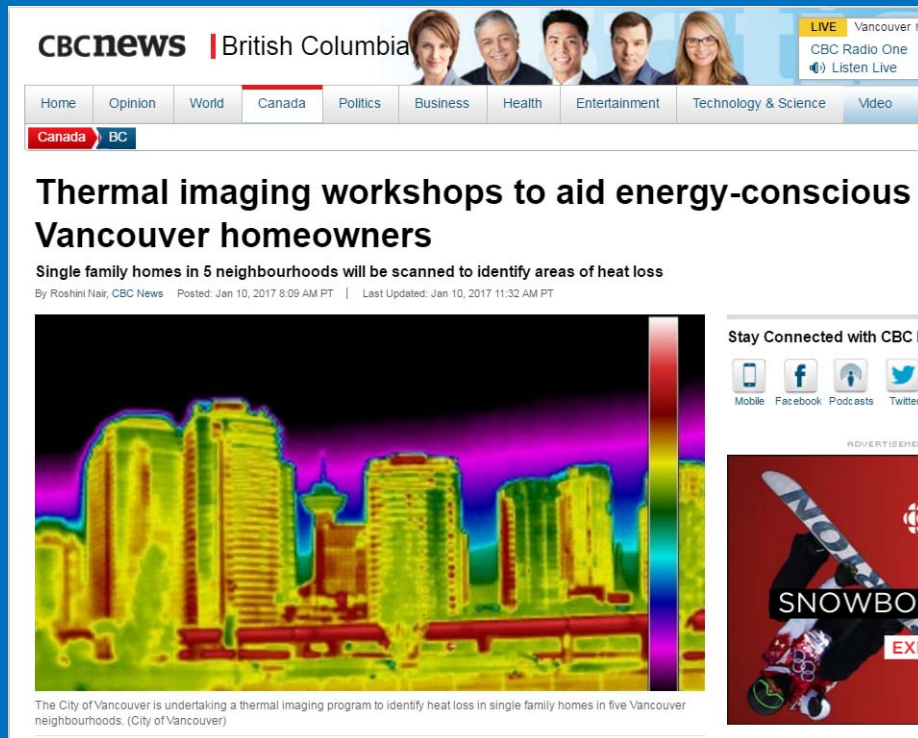 CBCnews | British Columbia
LIVE Vancouver
CBC Radio One
Listen Live
Home Opinion World Canada Politics Business Health Entertainment Technology & Science Video
Canada BC
Thermal imaging workshops to aid energy-conscious
Vancouver homeowners
Single family homes in 5 neighbourhoods will be scanned to identify areas of heat loss
By Roshini Nair, CBC News Posted: Jan 10, 2017 8:09 AM PT | Last Updated: Jan 10, 2017 11:32 AM PT
Stay Connected with CBC
Mobile Facebook Podcasts Twitter
ADVERTISEME
NO
SNOWBO
EX
The City of Vancouver is undertaking a thermal imaging program to identify heat loss in single family homes in five Vancouver
neighbourhoods. (City of Vancouver)